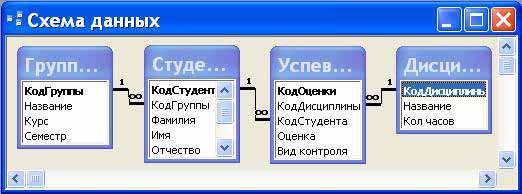 Схема данных
Групп...
КодГруппы
Название
Курс
Семестр
1
∞
Студе...
КодСтудент
КодГруппы
Фамилия
Имя
Отчество
1
∞
Успев...
КодОценки
КодДисциплины
КодСтудента
Оценка
Вид контроля
1
∞
Дисци...
КодДисциплины
Название
Кол часов